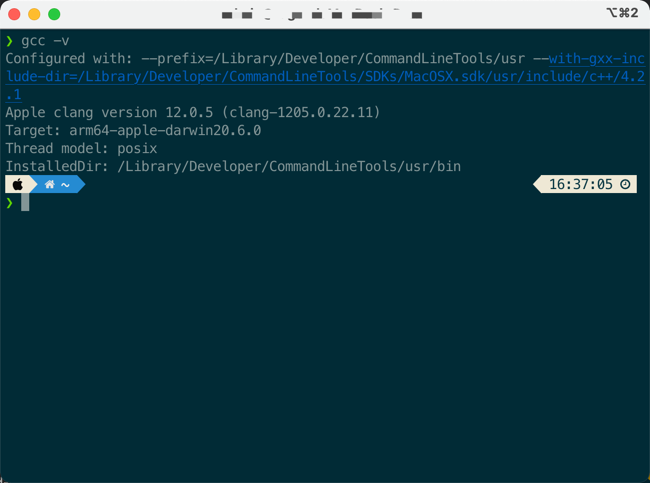 ⌥⌘2
❯ gcc -v
Configured with: --prefix=/Library/Developer/CommandLineTools/usr --with-gxx-inc
lude-dir=/Library/Developer/CommandLineTools/SDKs/MacOSX.sdk/usr/include/c++/4.2
.1
Apple clang version 12.0.5 (clang-1205.0.22.11)
Target: arm64-apple-darwin20.6.0
Thread model: posix
InstalledDir: /Library/Developer/CommandLineTools/usr/bin
~ 16:37:05
❯